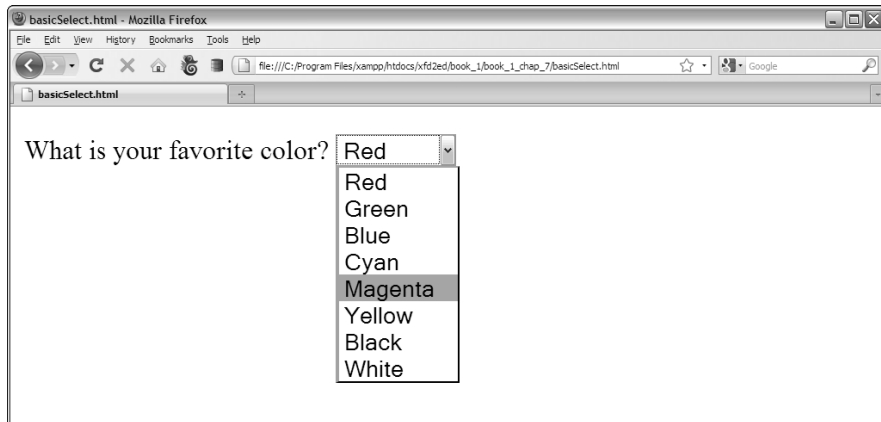 basicSelect.html - Mozilla Firefox
File Edit View History Bookmarks Tools Help
file:///C:/Program Files/xampp/htdocs/xfd2ed/book_1/book_1_chap_7/basicSelect.html
Google
basicSelect.html
What is your favorite color? Red
Red
Green
Blue
Cyan
Magenta
Yellow
Black
White